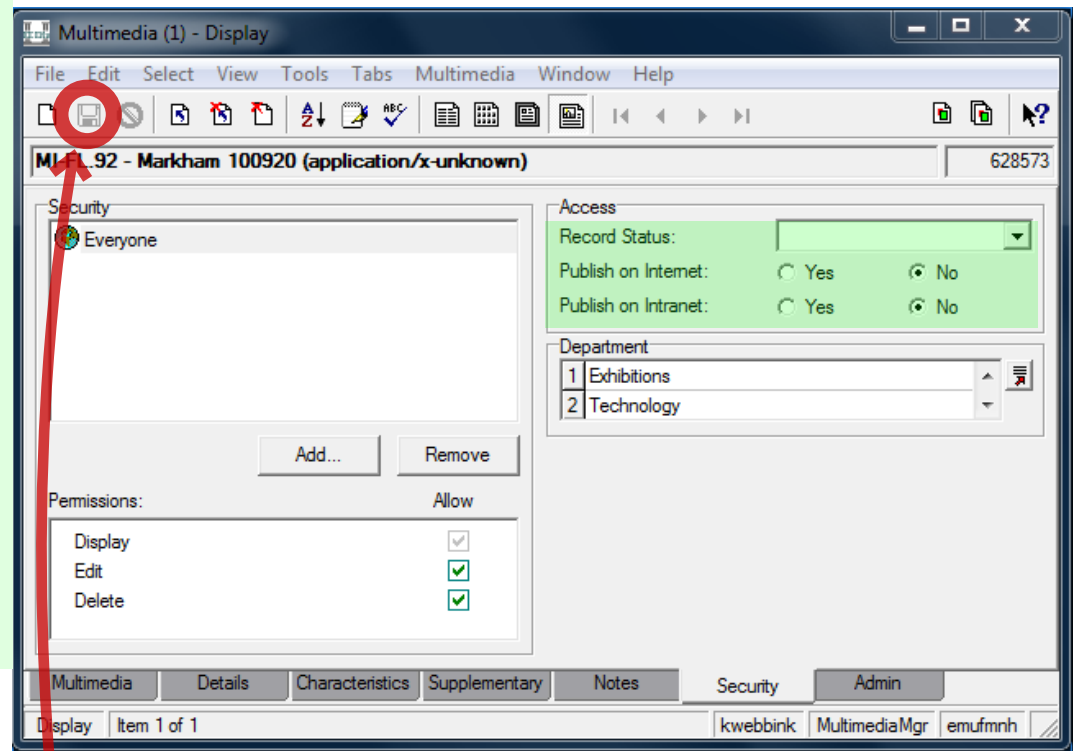 Multimedia (1) - Display
File Edit Select View Tools Tabs Multimedia Window Help
MI-FL.92 - Markham 100920 (application/x-unknown) 628573
Security
Everyone
Add... Remove
Permissions: Allow
Display
Edit
Delete
Access
Record Status:
Publish on Internet: Yes No
Publish on Intranet: Yes No
Department
1 Exhibitions
2 Technology
Multimedia Details Characteristics Supplementary Notes Security Admin
Display Item 1 of 1 kwebbink MultimediaMgr emufmnh